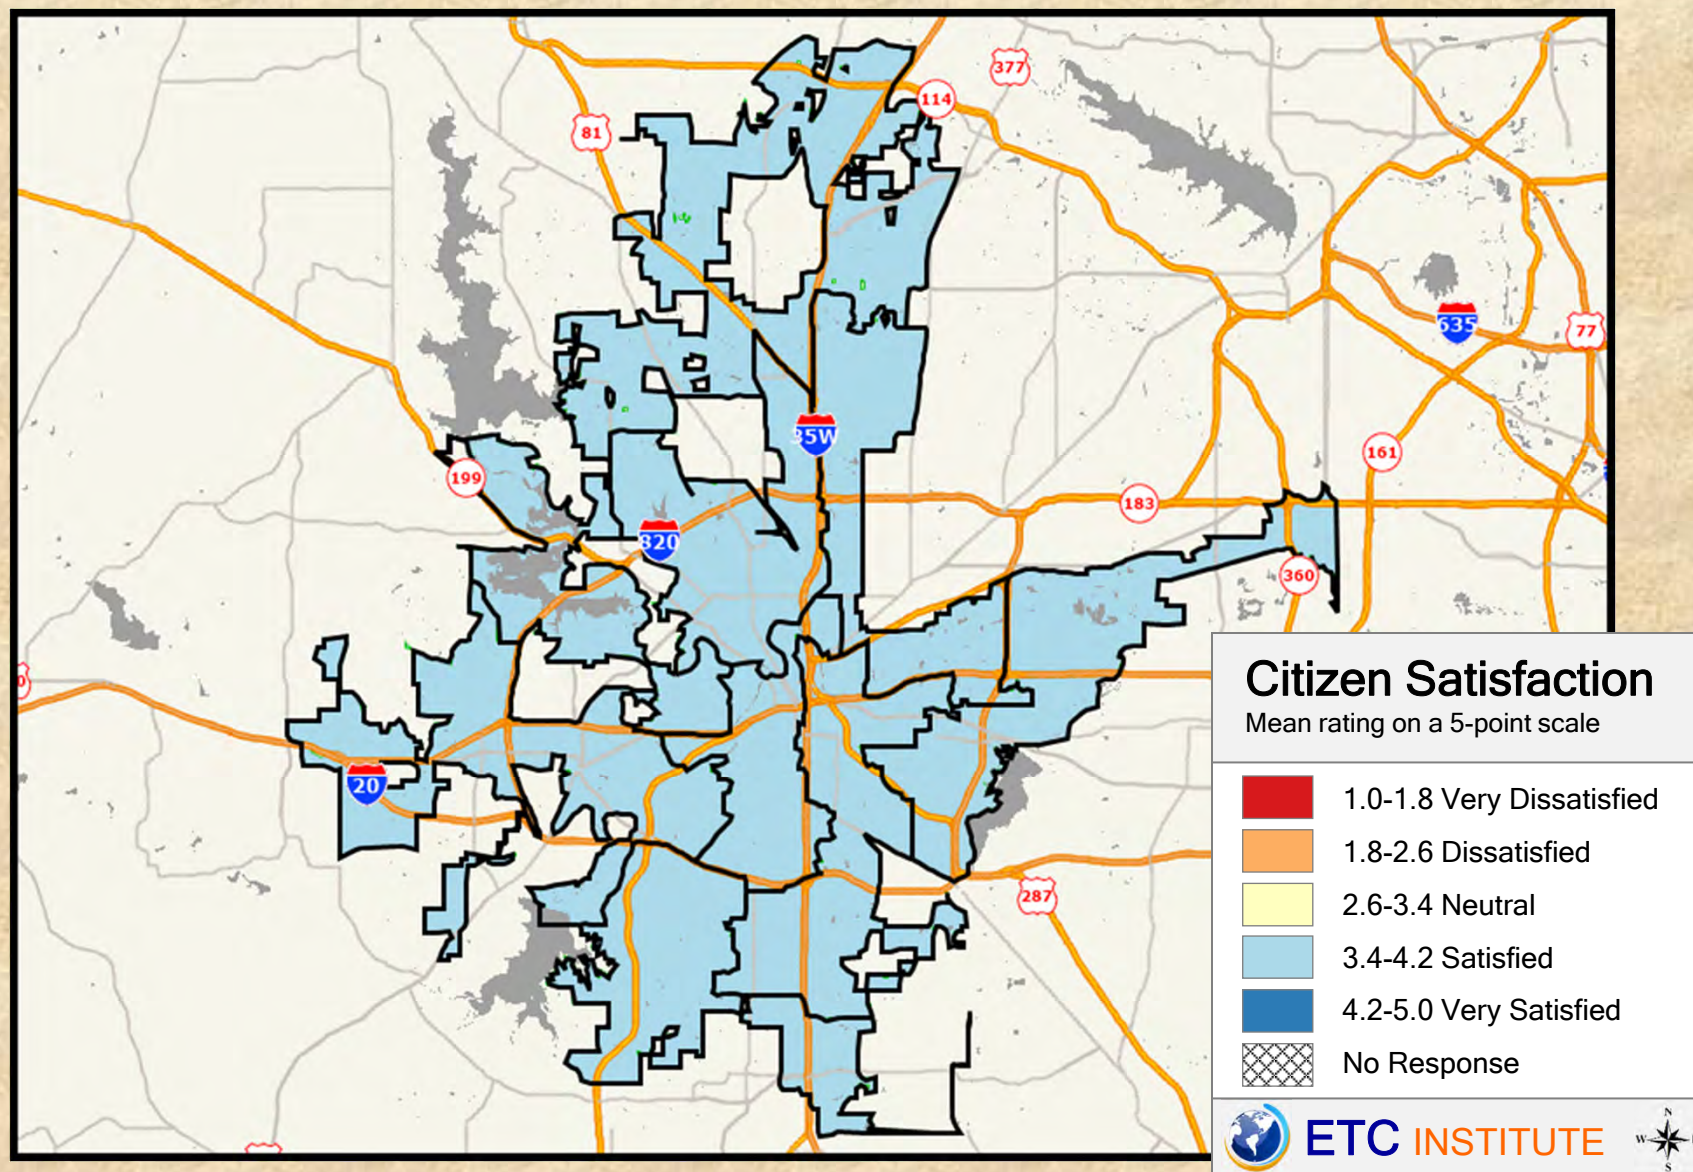 377
114
81
635
77
35W
161
199
183
820
360
Citizen Satisfaction
Mean rating on a 5-point scale
20
1.0-1.8 Very Dissatisfied
1.8-2.6 Dissatisfied
287
2.6-3.4 Neutral
3.4-4.2 Satisfied
4.2-5.0 Very Satisfied
No Response
ETC INSTITUTE
N
W
S